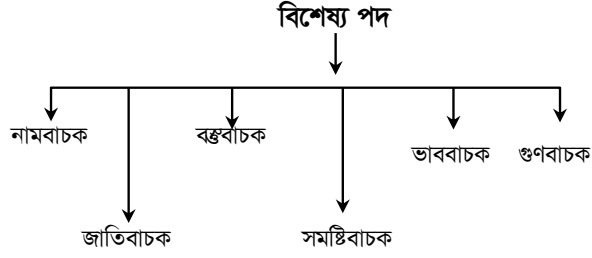 বিশেষ্য পদ
নামবাচক বস্তুবাচক ভাববাচক গুণবাচক
জাতিবাচক সমষ্টিবাচক